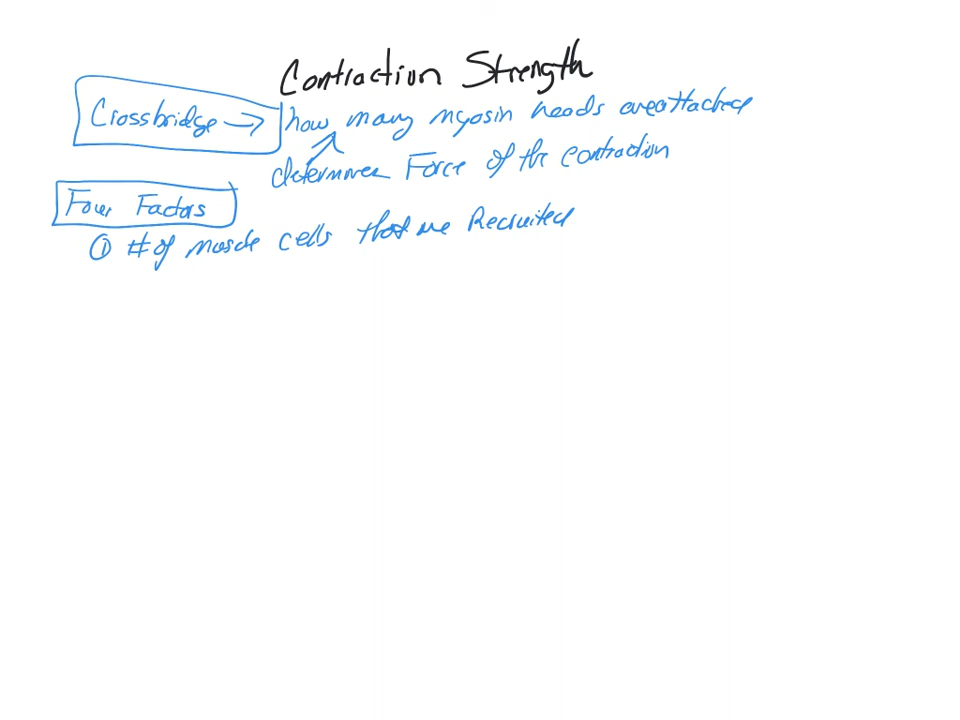 Contraction Strength
Crossbridge → how many myosin heads are attached
determines Force of the contraction
Four Factors
① # of muscle cells that are Recruited